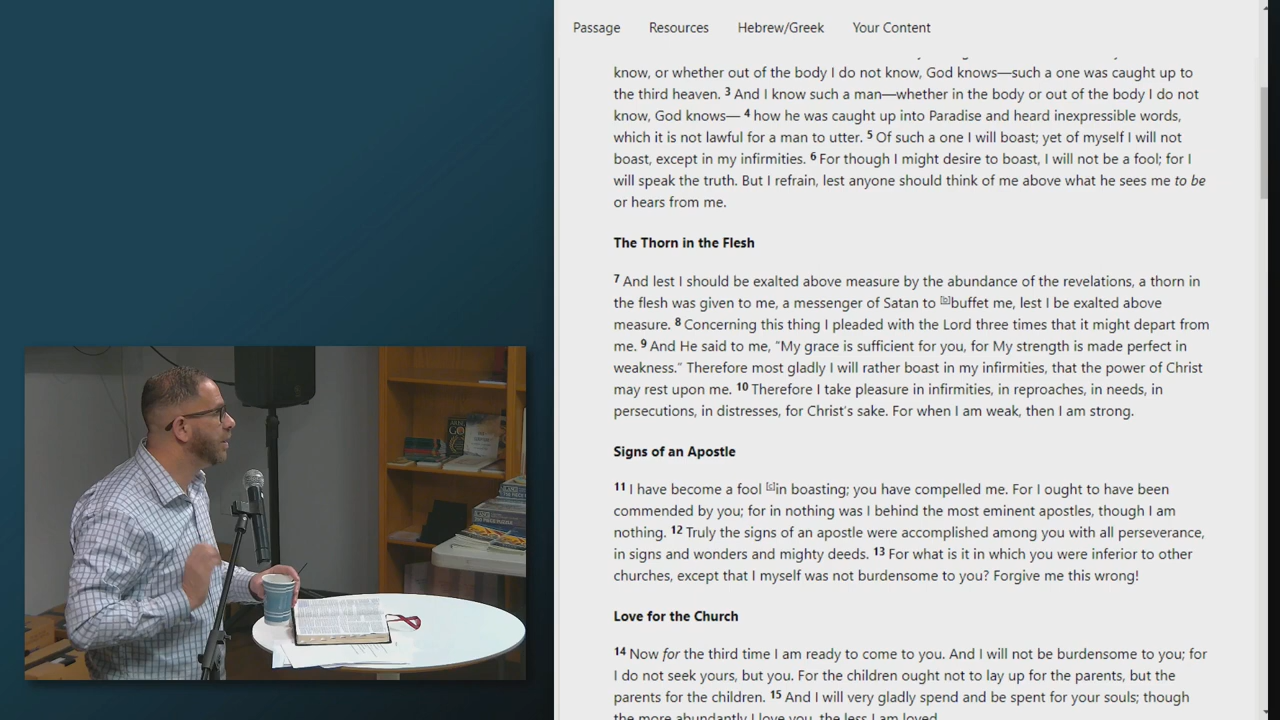 Passage Resources Hebrew/Greek Your Content
know, or whether out of the body I do not know, God knows—such a one was caught up to
the third heaven. 3 And I know such a man—whether in the body or out of the body I do not
know, God knows— 4 how he was caught up into Paradise and heard inexpressible words,
which it is not lawful for a man to utter. 5 Of such a one I will boast; yet of myself I will not
boast, except in my infirmities. 6 For though I might desire to boast, I will not be a fool; for I
will speak the truth. But I refrain, lest anyone should think of me above what he sees me to be
or hears from me.
The Thorn in the Flesh
7 And lest I should be exalted above measure by the abundance of the revelations, a thorn in
the flesh was given to me, a messenger of Satan to [b]buffet me, lest I be exalted above
measure. 8 Concerning this thing I pleaded with the Lord three times that it might depart from
me. 9 And He said to me, “My grace is sufficient for you, for My strength is made perfect in
weakness.” Therefore most gladly I will rather boast in my infirmities, that the power of Christ
may rest upon me. 10 Therefore I take pleasure in infirmities, in reproaches, in needs, in
persecutions, in distresses, for Christ’s sake. For when I am weak, then I am strong.
Signs of an Apostle
11 I have become a fool [c]in boasting; you have compelled me. For I ought to have been
commended by you; for in nothing was I behind the most eminent apostles, though I am
nothing. 12 Truly the signs of an apostle were accomplished among you with all perseverance,
in signs and wonders and mighty deeds. 13 For what is it in which you were inferior to other
churches, except that I myself was not burdensome to you? Forgive me this wrong!
Love for the Church
14 Now for the third time I am ready to come to you. And I will not be burdensome to you; for
I do not seek yours, but you. For the children ought not to lay up for the parents, but the
parents for the children. 15 And I will very gladly spend and be spent for your souls; though
the more abundantly I love you, the less I am loved.